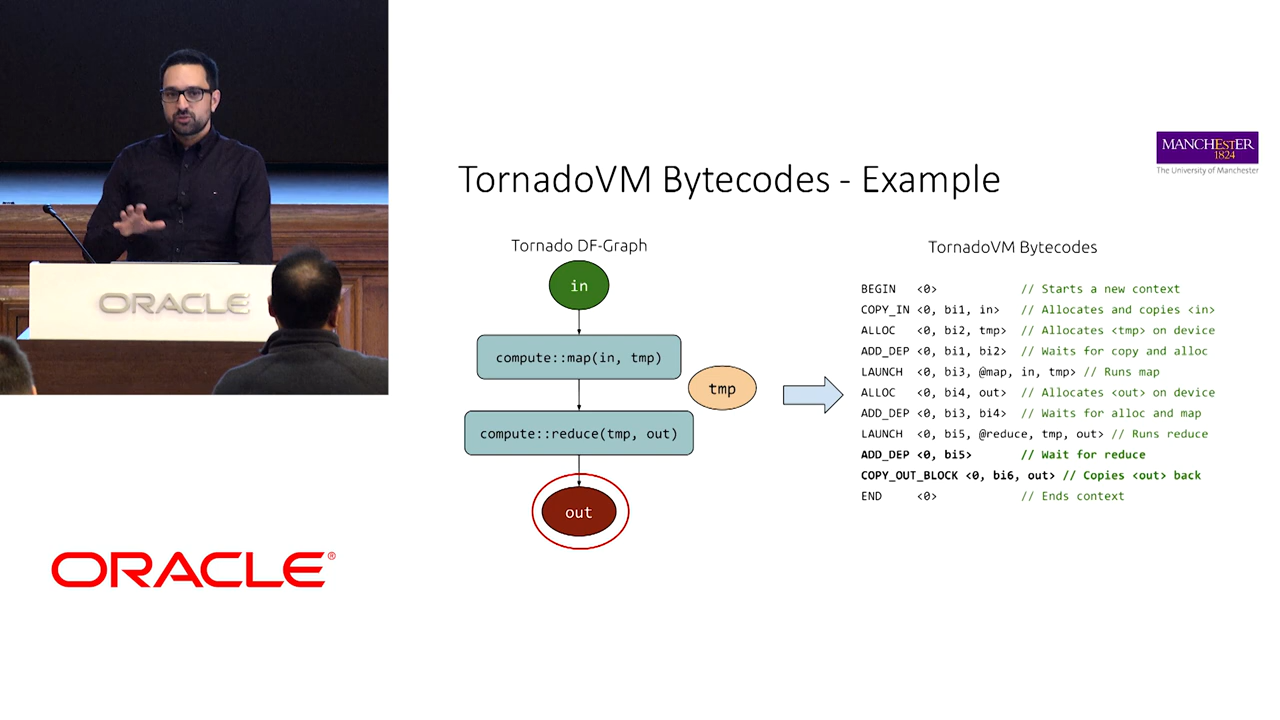 ORACLE
ORACLE®
MANCHESTER
1824
The University of Manchester
TornadoVM Bytecodes - Example
Tornado DF-Graph
in
compute::map(in, tmp)
tmp
compute::reduce(tmp, out)
out
TornadoVM Bytecodes
BEGIN <0> // Starts a new context
COPY_IN <0, bi1, in> // Allocates and copies <in>
ALLOC <0, bi2, tmp> // Allocates <tmp> on device
ADD_DEP <0, bi1, bi2> // Waits for copy and alloc
LAUNCH <0, bi3, @map, in, tmp> // Runs map
ALLOC <0, bi4, out> // Allocates <out> on device
ADD_DEP <0, bi3, bi4> // Waits for alloc and map
LAUNCH <0, bi5, @reduce, tmp, out> // Runs reduce
ADD_DEP <0, bi5> // Wait for reduce
COPY_OUT_BLOCK <0, bi6, out> // Copies <out> back
END <0> // Ends context